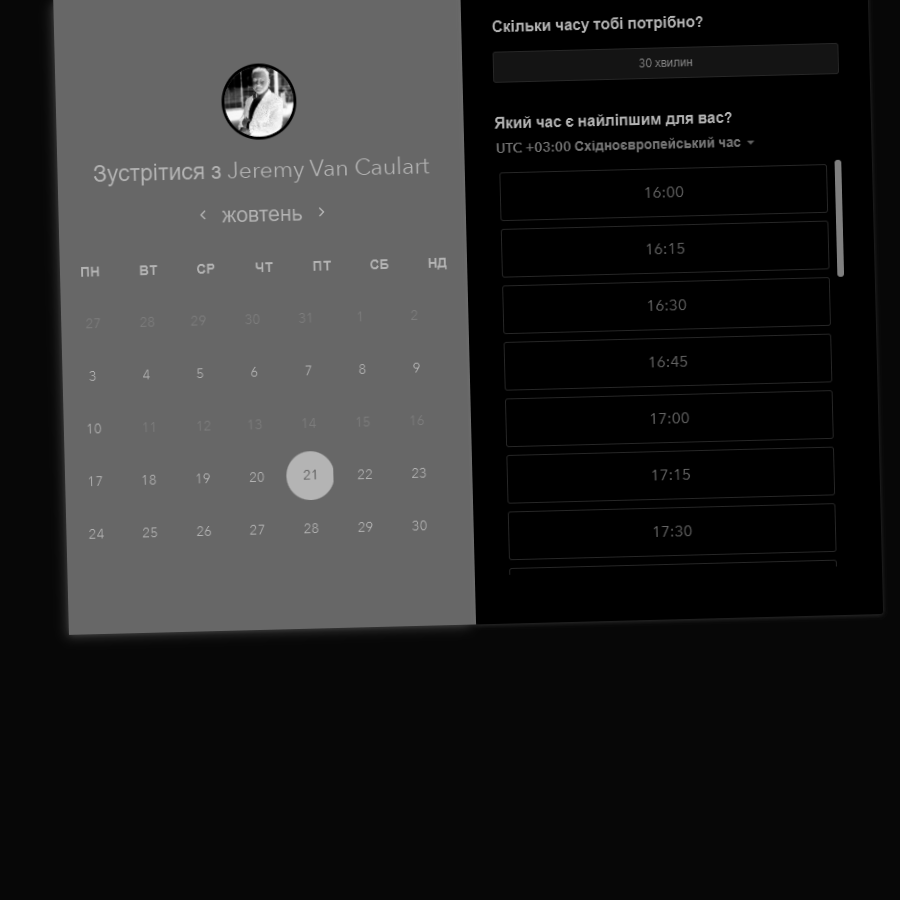 Зустрітися з Jeremy Van Caulart
жовтень
ПН ВТ СР ЧТ ПТ СБ НД
27 28 29 30 31 1 2
3 4 5 6 7 8 9
10 11 12 13 14 15 16
17 18 19 20 21 22 23
24 25 26 27 28 29 30
Скільки часу тобі потрібно?
30 хвилин
Який час є найліпшим для вас?
UTC +03:00 Східноєвропейський час
16:00
16:15
16:30
16:45
17:00
17:15
17:30